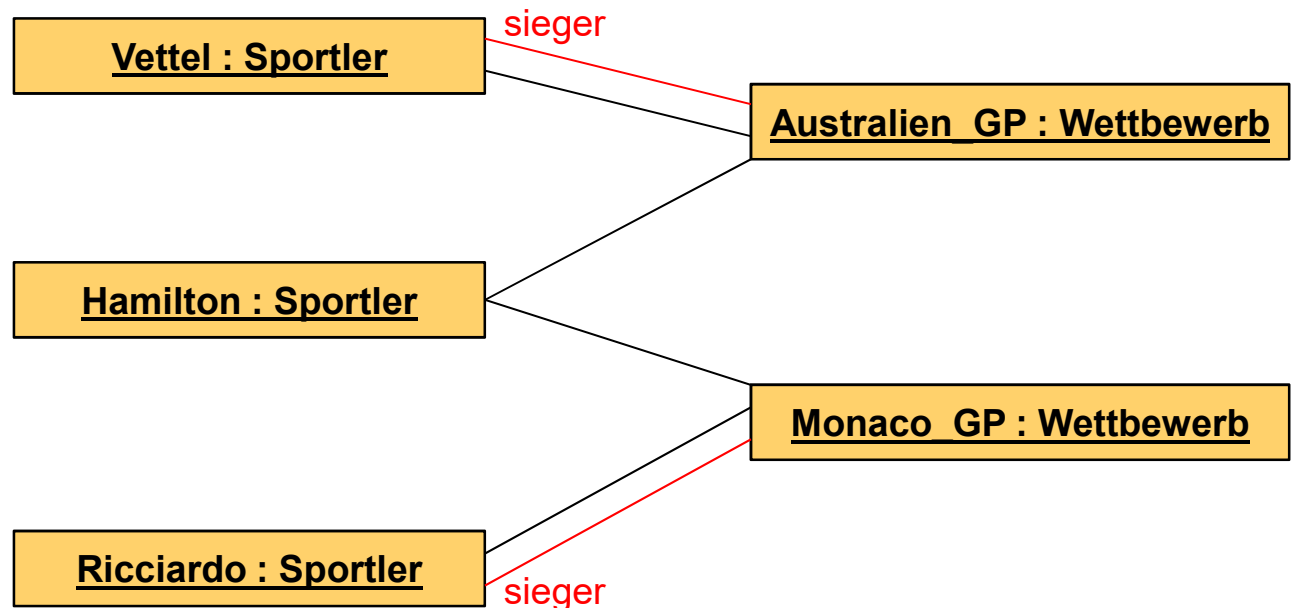 sieger
Vettel : Sportler
Australien_GP : Wettbewerb
Hamilton : Sportler
Monaco_GP : Wettbewerb
Ricciardo : Sportler
sieger